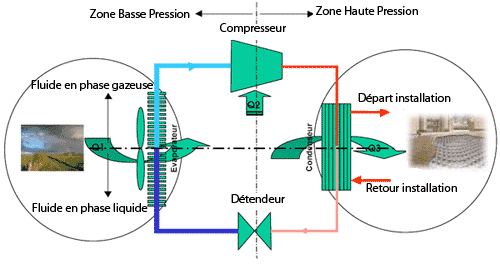 Zone Basse Pression
Zone Haute Pression
Compresseur
Fluide en phase gazeuse
Q2
Départ installation
Q1
Evaporateur
Condenseur
Q3
Fluide en phase liquide
Détendeur
Retour installation